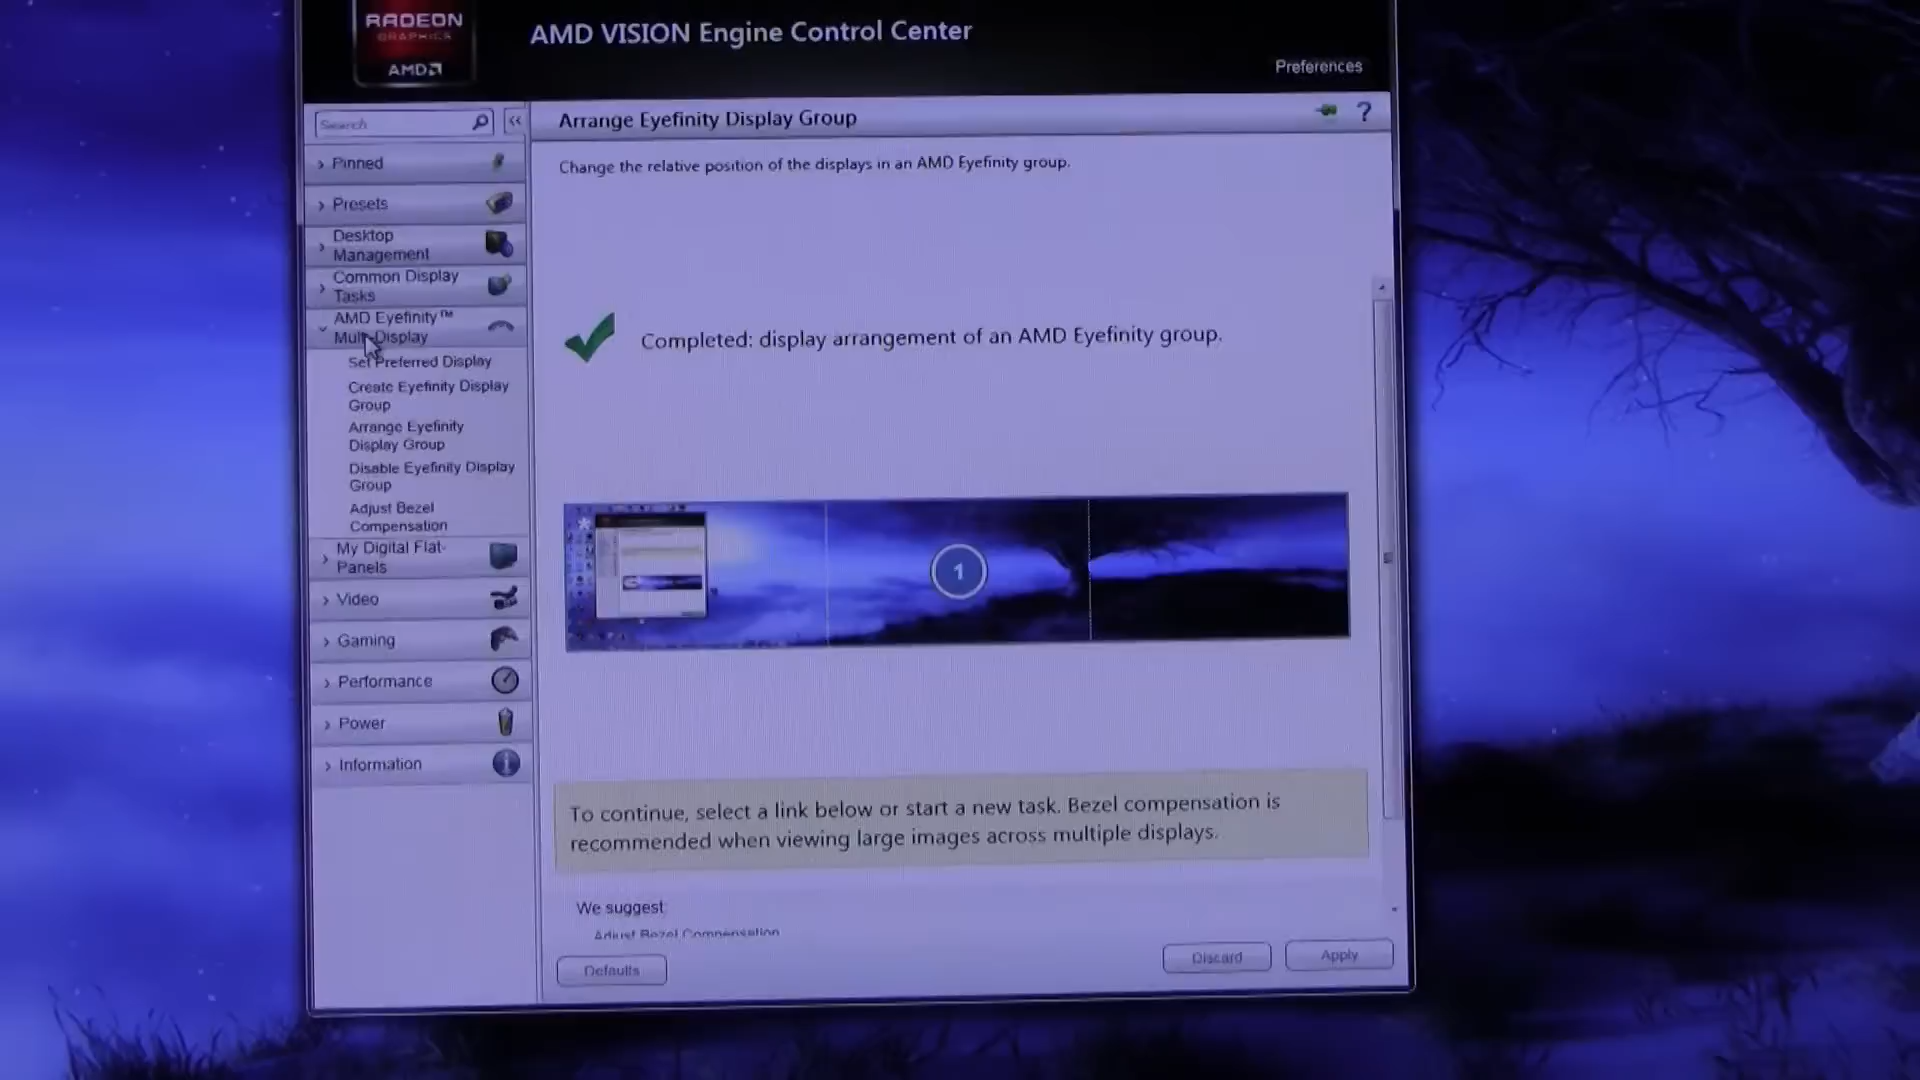 RADEON
GRAPHICS
AMD
AMD VISION Engine Control Center
Preferences
Search
«
Arrange Eyefinity Display Group
?
Pinned
Change the relative position of the displays in an AMD Eyefinity group.
Presets
Desktop
Management
Common Display
Tasks
AMD Eyefinity™
Multi-Display
Set Preferred Display
Create Eyefinity Display
Group
Arrange Eyefinity
Display Group
Disable Eyefinity Display
Group
Adjust Bezel
Compensation
My Digital Flat-
Panels
Video
Gaming
Performance
Power
Information
Completed: display arrangement of an AMD Eyefinity group.
1
To continue, select a link below or start a new task. Bezel compensation is
recommended when viewing large images across multiple displays.
We suggest:
Adjust Bezel Compensation
Defaults
Discard
Apply